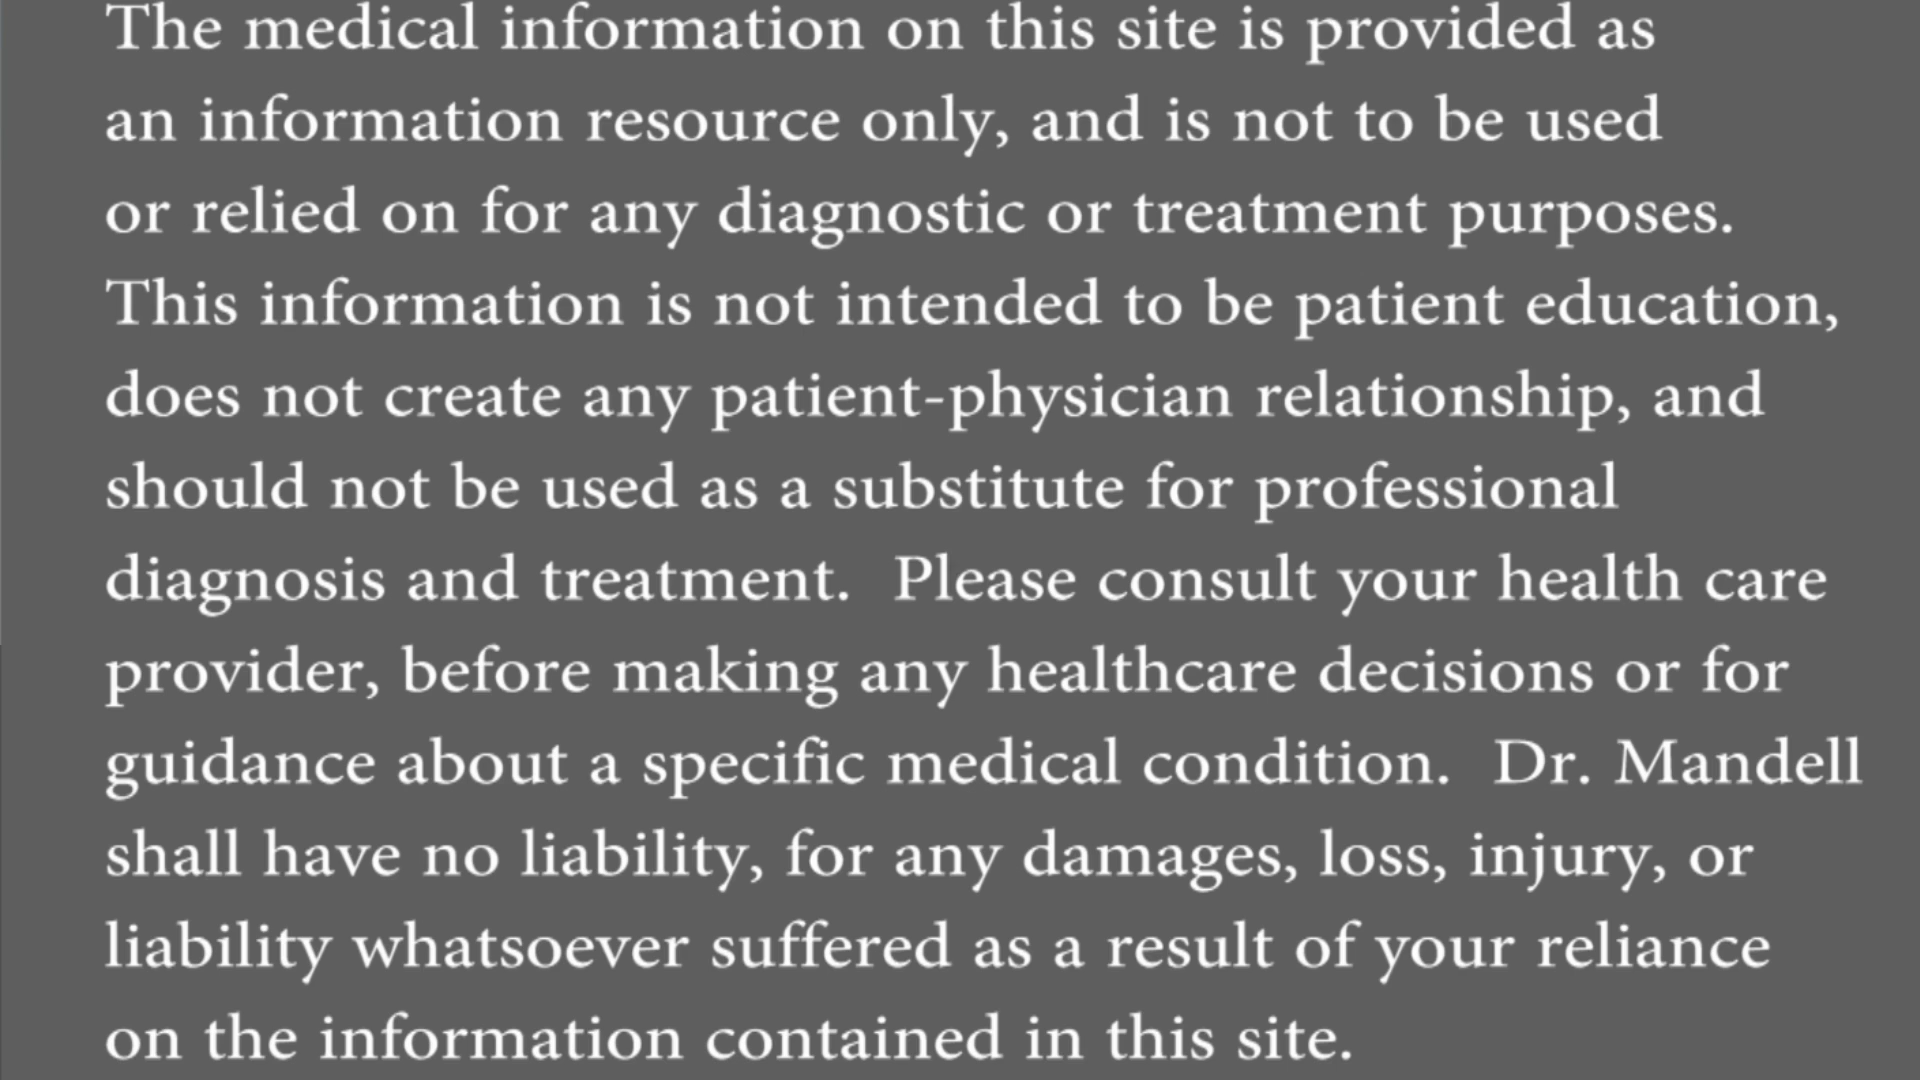 The medical information on this site is provided as
an information resource only, and is not to be used
or relied on for any diagnostic or treatment purposes.
This information is not intended to be patient education,
does not create any patient-physician relationship, and
should not be used as a substitute for professional
diagnosis and treatment.  Please consult your health care
provider, before making any healthcare decisions or for
guidance about a specific medical condition.  Dr. Mandell
shall have no liability, for any damages, loss, injury, or
liability whatsoever suffered as a result of your reliance
on the information contained in this site.